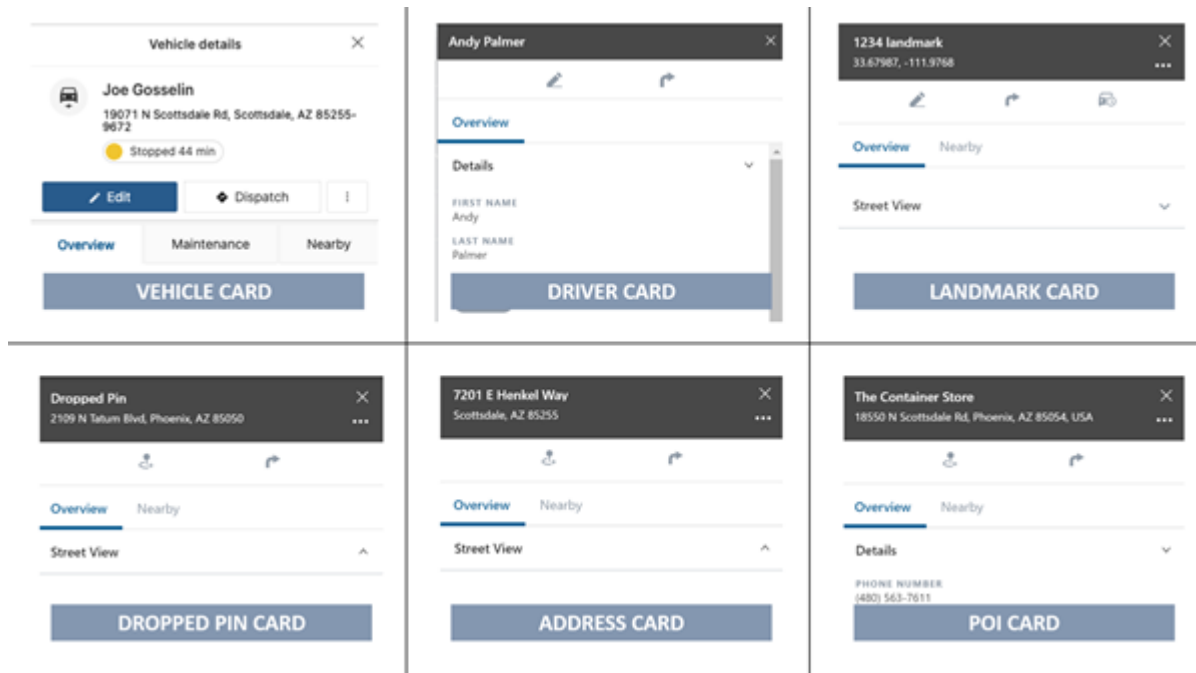 Vehicle details
Joe Gosselin
19071 N Scottsdale Rd, Scottsdale, AZ 85255-
9672
Stopped 44 min
Edit
Dispatch
Overview
Maintenance
Nearby
VEHICLE CARD
Andy Palmer
Overview
Details
FIRST NAME
Andy
LAST NAME
Palmer
DRIVER CARD
1234 landmark
33.67987, -111.9768
Overview
Nearby
Street View
LANDMARK CARD
Dropped Pin
2109 N Tatum Blvd, Phoenix, AZ 85050
Overview
Nearby
Street View
DROPPED PIN CARD
7201 E Henkel Way
Scottsdale, AZ 85255
Overview
Nearby
Street View
ADDRESS CARD
The Container Store
18550 N Scottsdale Rd, Phoenix, AZ 85054, USA
Overview
Nearby
Details
PHONE NUMBER
(480) 563-7611
POI CARD